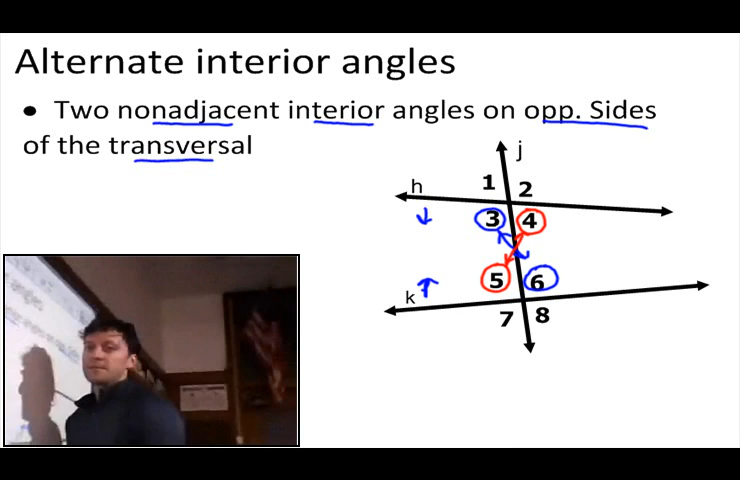 Alternate interior angles
• Two nonadjacent interior angles on opp. Sides
of the transversal
j
1 2
h
3 4
5 6
k
7 8